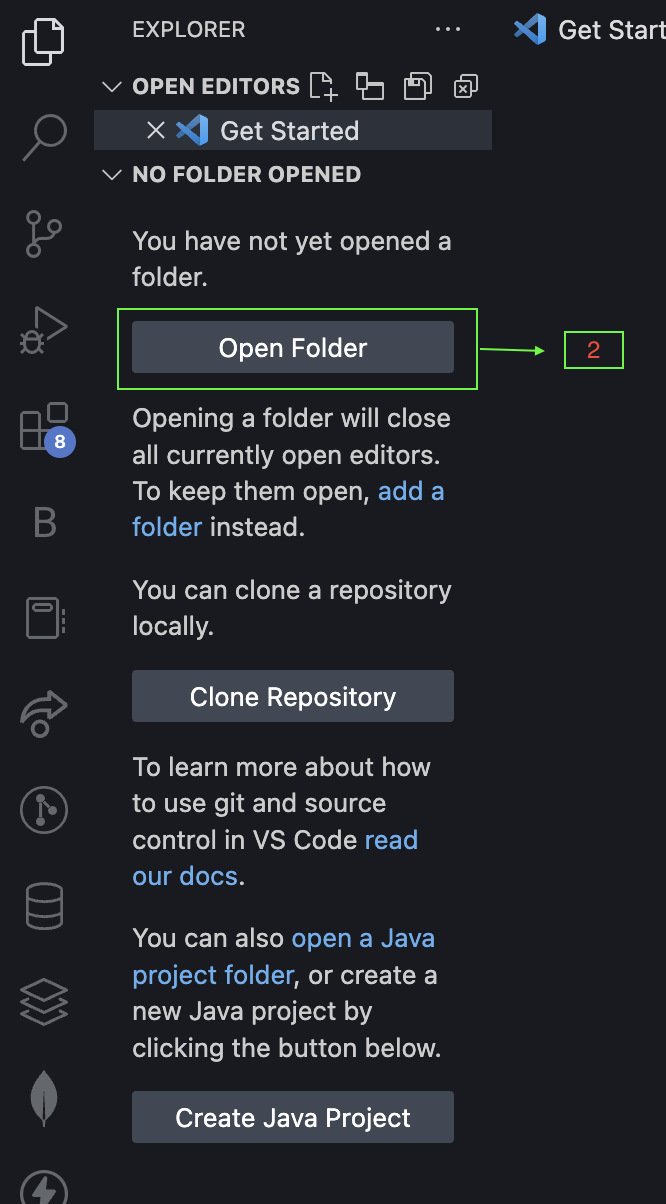 EXPLORER
Get Start
OPEN EDITORS
Get Started
NO FOLDER OPENED
You have not yet opened a
folder.
Open Folder
2
Opening a folder will close
all currently open editors.
To keep them open, add a
folder instead.
8
B
You can clone a repository
locally.
Clone Repository
To learn more about how
to use git and source
control in VS Code read
our docs.
You can also open a Java
project folder, or create a
new Java project by
clicking the button below.
Create Java Project